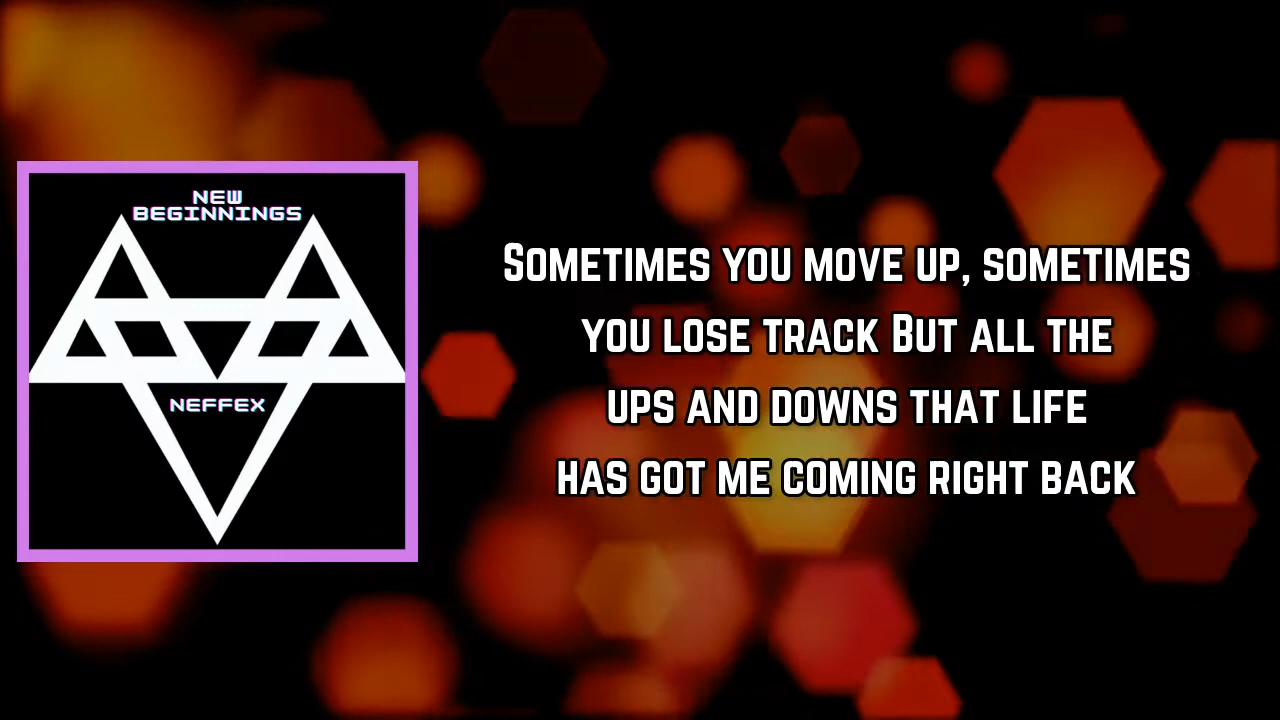 NEW
BEGINNINGS
NEFFEX
Sometimes you move up, sometimes
you lose track But all the
ups and downs that life
has got me coming right back